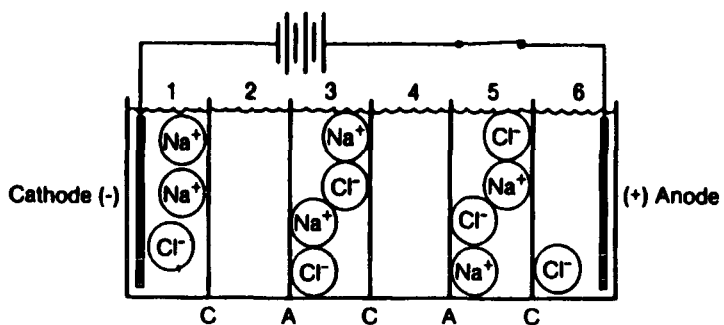 1 2 3 4 5 6
Na⁺ Na⁺ Cl⁻
Na⁺ Cl⁻ Na⁺
Cathode (-) (+) Anode
Na⁺ Cl⁻
Cl⁻ Cl⁻ Na⁺ Cl⁻
C A C A C